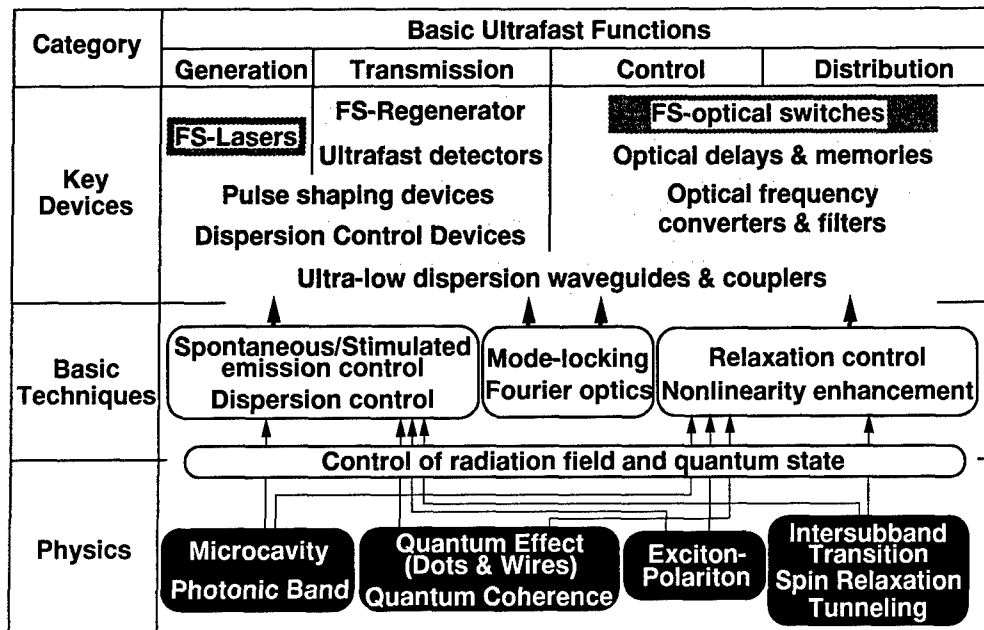 Category
Basic Ultrafast Functions
Generation
Transmission
Control
Distribution
Key
Devices
FS-Lasers
FS-Regenerator
Ultrafast detectors
FS-optical switches
Optical delays & memories
Pulse shaping devices
Optical frequency
converters & filters
Dispersion Control Devices
Ultra-low dispersion waveguides & couplers
Basic
Techniques
Spontaneous/Stimulated
emission control
Dispersion control
Mode-locking
Fourier optics
Relaxation control
Nonlinearity enhancement
Control of radiation field and quantum state
Physics
Microcavity
Photonic Band
Quantum Effect
(Dots & Wires)
Quantum Coherence
Exciton-
Polariton
Intersubband
Transition
Spin Relaxation
Tunneling